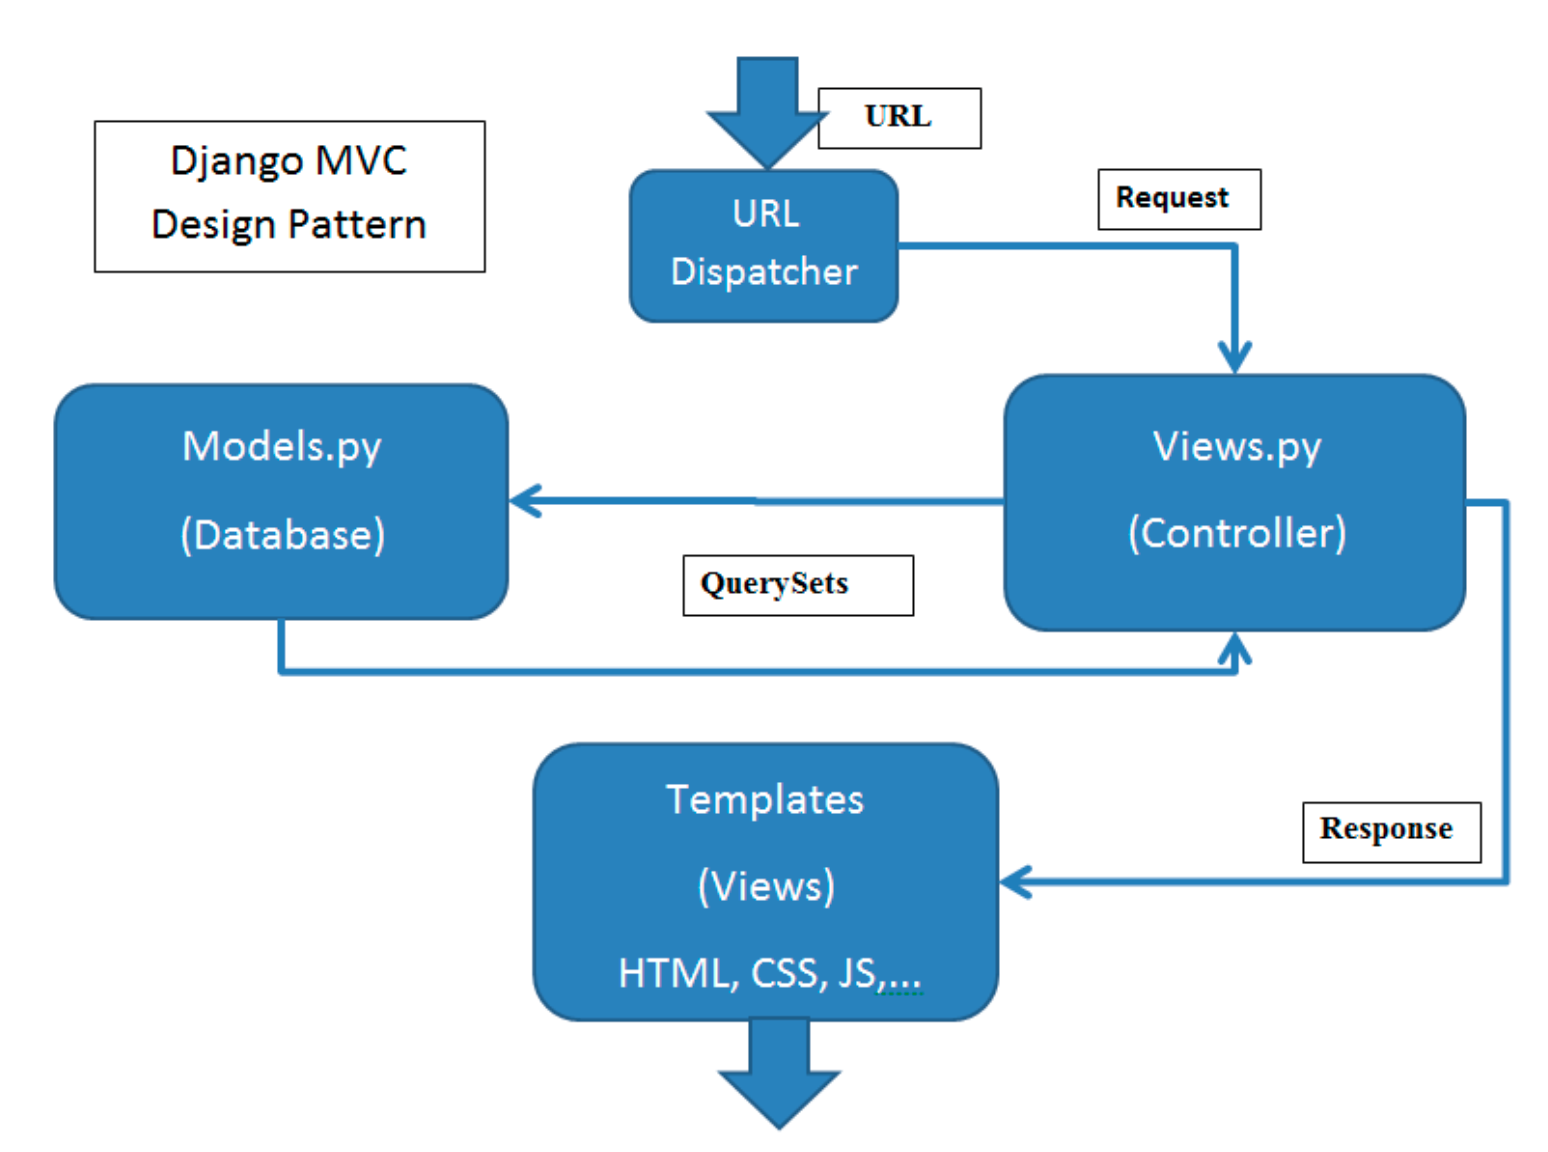 URL
Django MVC
Design Pattern
URL
Dispatcher
Request
Models.py
(Database)
Views.py
(Controller)
QuerySets
Templates
(Views)
HTML, CSS, JS,...
Response